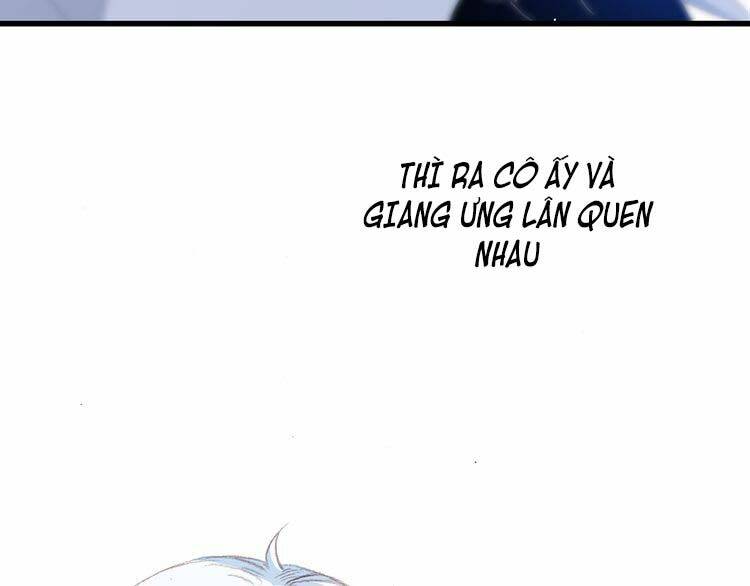 THÌ RA CÔ ẤY VÀ
GIANG ƯNG LÂN QUEN
NHAU